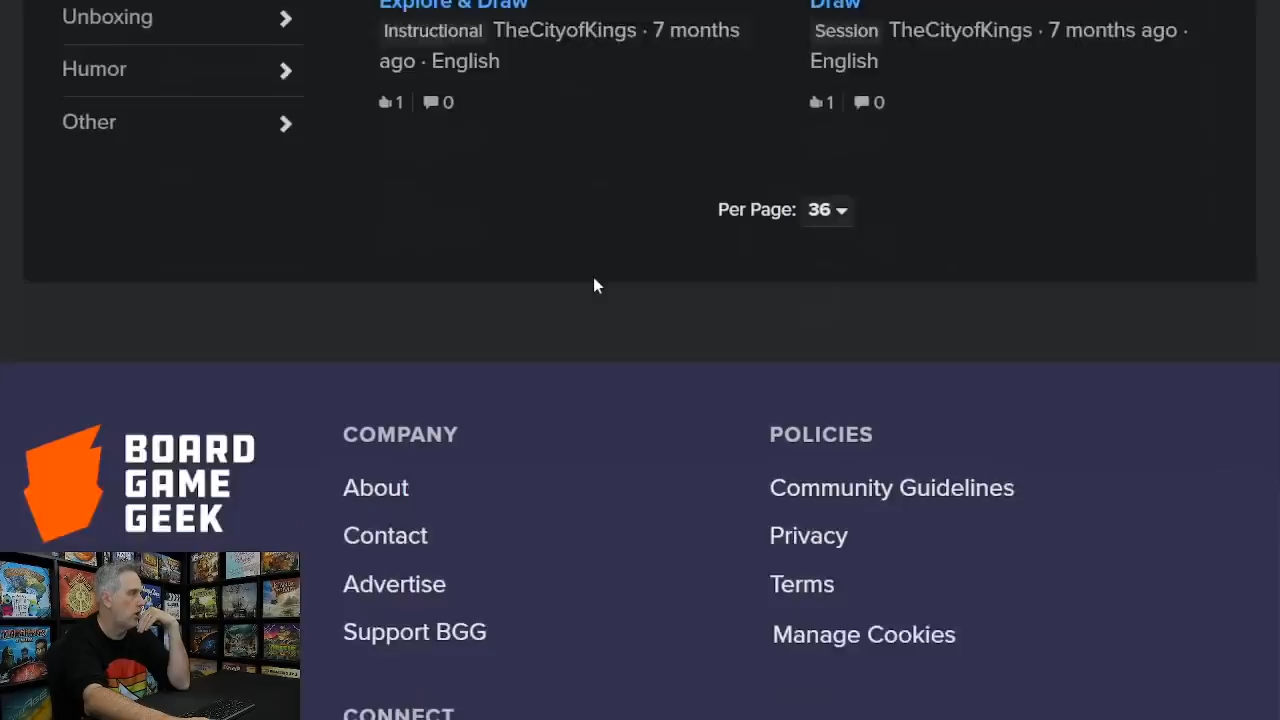 Unboxing
Humor
Other
Explore & Draw
Instructional TheCityofKings · 7 months
ago · English
1 0
Draw
Session TheCityofKings · 7 months ago ·
English
1 0
Per Page: 36
BOARD
GAME
GEEK
COMPANY
About
Contact
Advertise
Support BGG
POLICIES
Community Guidelines
Privacy
Terms
Manage Cookies
CONNECT